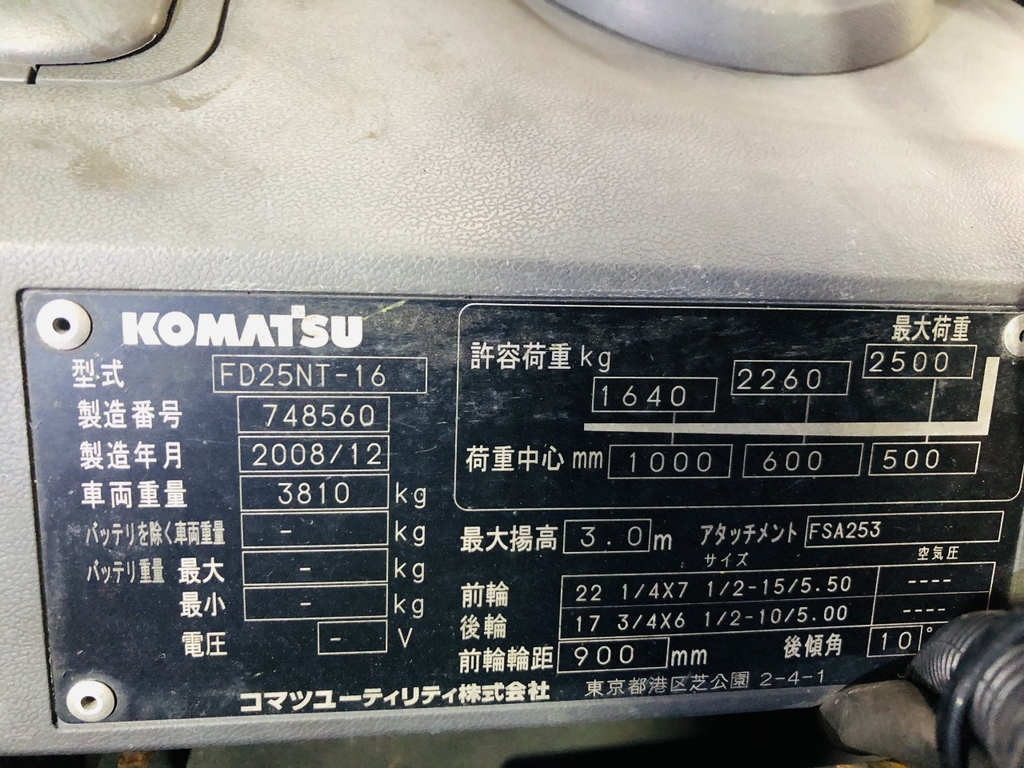 KOMATSU
型式 FD25NT-16
製造番号 748560
製造年月 2008/12
車両重量 3810 kg
バッテリを除く車両重量 - kg
バッテリ重量 最大 - kg
最小 - kg
電圧 - V
最大荷重
許容荷重 kg 1640 2260 2500
荷重中心 mm 1000 600 500
最大揚高 3.0 m アタッチメント FSA253
サイズ 空気圧
前輪 22 1/4X7 1/2-15/5.50 ----
後輪 17 3/4X6 1/2-10/5.00 ----
前輪輪距 900 mm 後傾角 10°
コマツユーティリティ株式会社 東京都港区芝公園 2-4-1